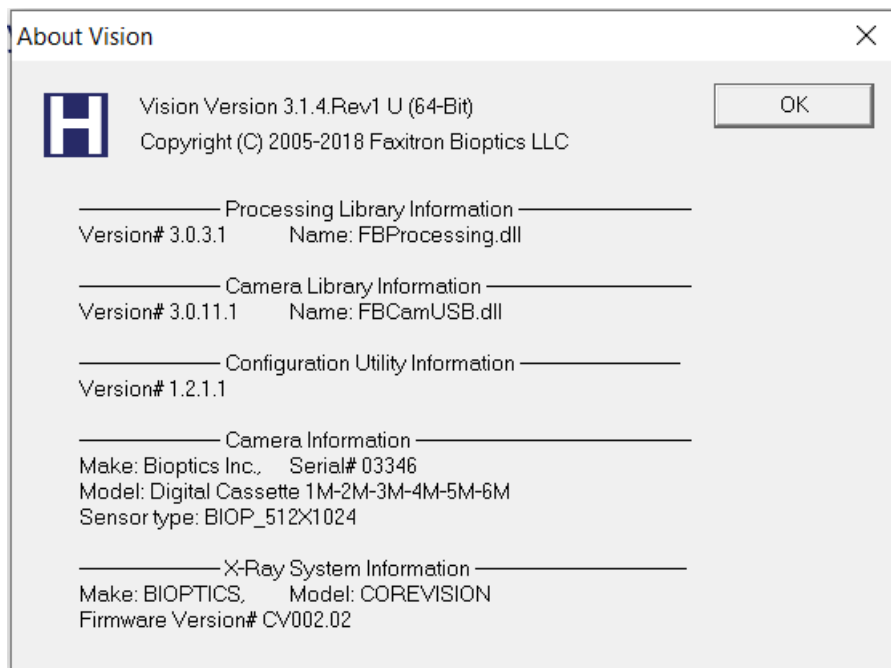 About Vision
Vision Version 3.1.4.Rev1 U (64-Bit)
OK
Copyright (C) 2005-2018 Faxitron Bioptics LLC
Processing Library Information
Version# 3.0.3.1 Name: FBProcessing.dll
Camera Library Information
Version# 3.0.11.1 Name: FBCamUSB.dll
Configuration Utility Information
Version# 1.2.1.1
Camera Information
Make: Bioptics Inc., Serial# 03346
Model: Digital Cassette 1M-2M-3M-4M-5M-6M
Sensor type: BIOP_512X1024
X-Ray System Information
Make: BIOPTICS, Model: COREVISION
Firmware Version# CV002.02